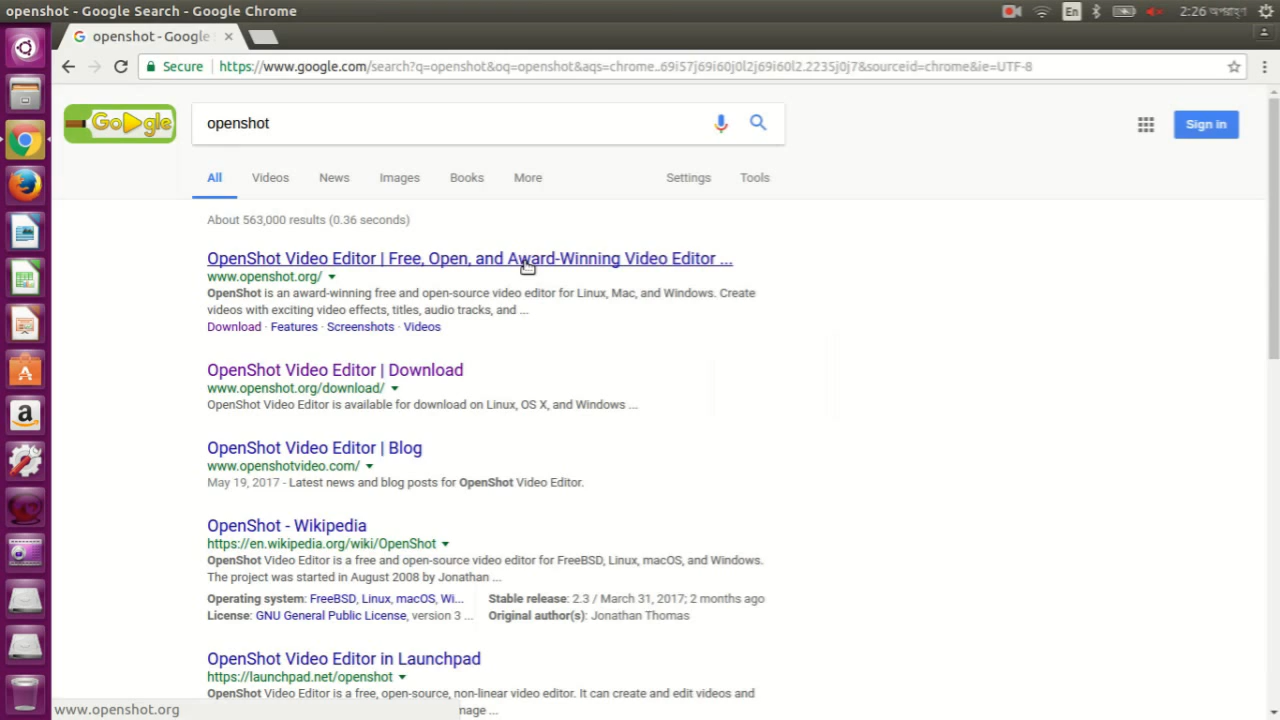 openshot - Google Search - Google Chrome
En
2:26 অপরাহ্ণ
openshot - Google
Secure
https://www.google.com/search?q=openshot&oq=openshot&aqs=chrome..69i57j69i60j0l2j69i60l2.2235j0j7&sourceid=chrome&ie=UTF-8
openshot
Sign in
All Videos News Images Books More Settings Tools
About 563,000 results (0.36 seconds)
OpenShot Video Editor | Free, Open, and Award-Winning Video Editor ...
www.openshot.org/
OpenShot is an award-winning free and open-source video editor for Linux, Mac, and Windows. Create
videos with exciting video effects, titles, audio tracks, and ...
Download · Features · Screenshots · Videos
OpenShot Video Editor | Download
www.openshot.org/download/
OpenShot Video Editor is available for download on Linux, OS X, and Windows ...
OpenShot Video Editor | Blog
www.openshotvideo.com/
May 19, 2017 - Latest news and blog posts for OpenShot Video Editor.
OpenShot - Wikipedia
https://en.wikipedia.org/wiki/OpenShot
OpenShot Video Editor is a free and open-source video editor for FreeBSD, Linux, macOS, and Windows.
The project was started in August 2008 by Jonathan ...
Operating system: FreeBSD, Linux, macOS, Wi... Stable release: 2.3 / March 31, 2017; 2 months ago
License: GNU General Public License, version 3 ... Original author(s): Jonathan Thomas
OpenShot Video Editor in Launchpad
https://launchpad.net/openshot
OpenShot Video Editor is a free, open-source, non-linear video editor. It can create and edit videos and
www.openshot.org